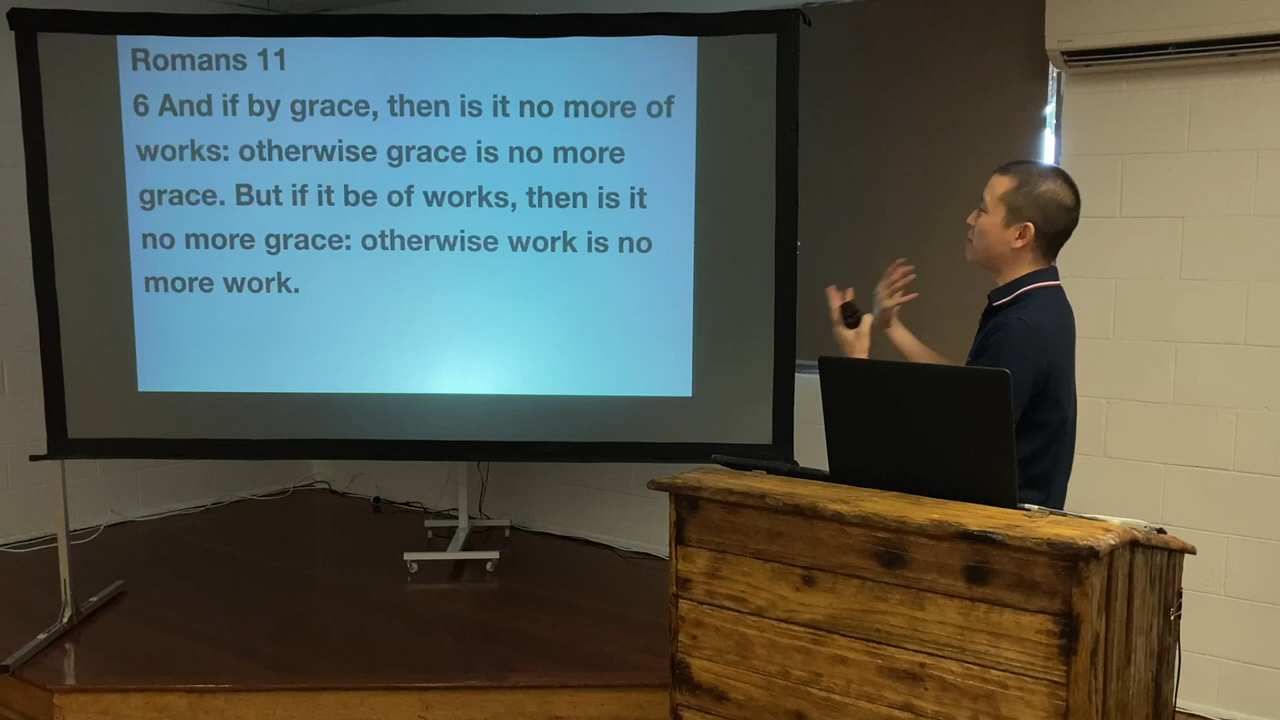 Romans 11
6 And if by grace, then is it no more of
works: otherwise grace is no more
grace. But if it be of works, then is it
no more grace: otherwise work is no
more work.